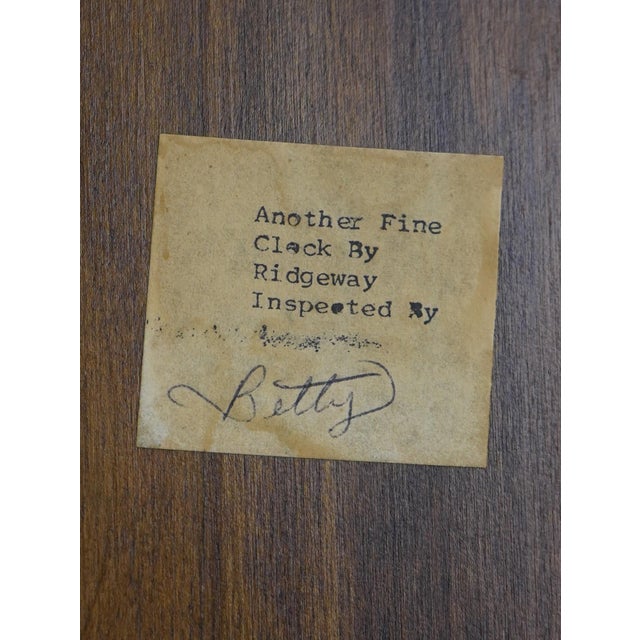 Another Fine
Clock By
Ridgeway
Inspected By
Betty